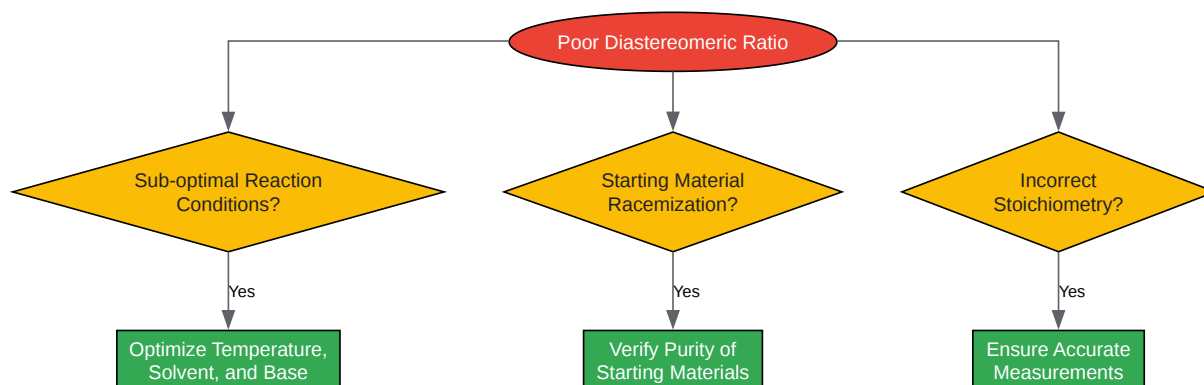 Poor Diastereomeric Ratio
Sub-optimal Reaction
Conditions?
Starting Material
Racemization?
Incorrect
Stoichiometry?
Yes
Yes
Yes
Optimize Temperature,
Solvent, and Base
Verify Purity of
Starting Materials
Ensure Accurate
Measurements